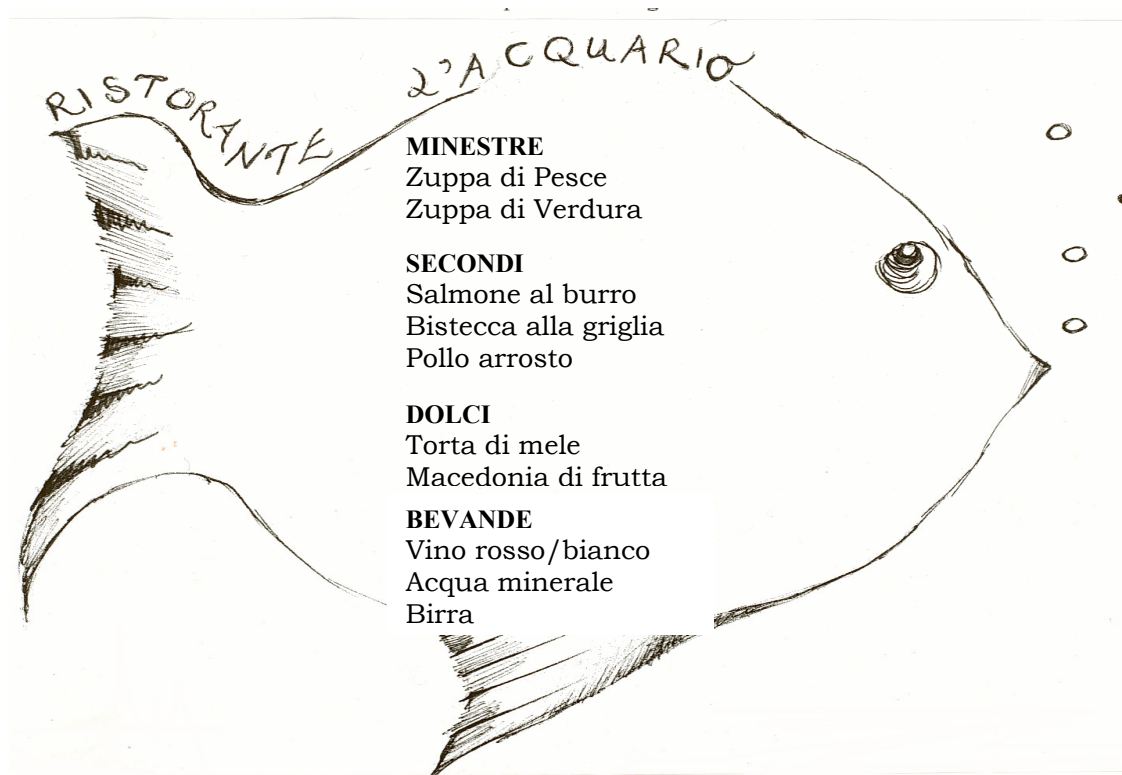 RISTORANTE L'ACQUARIO
MINESTRE
Zuppa di Pesce
Zuppa di Verdura
SECONDI
Salmone al burro
Bistecca alla griglia
Pollo arrosto
DOLCI
Torta di mele
Macedonia di frutta
BEVANDE
Vino rosso/bianco
Acqua minerale
Birra